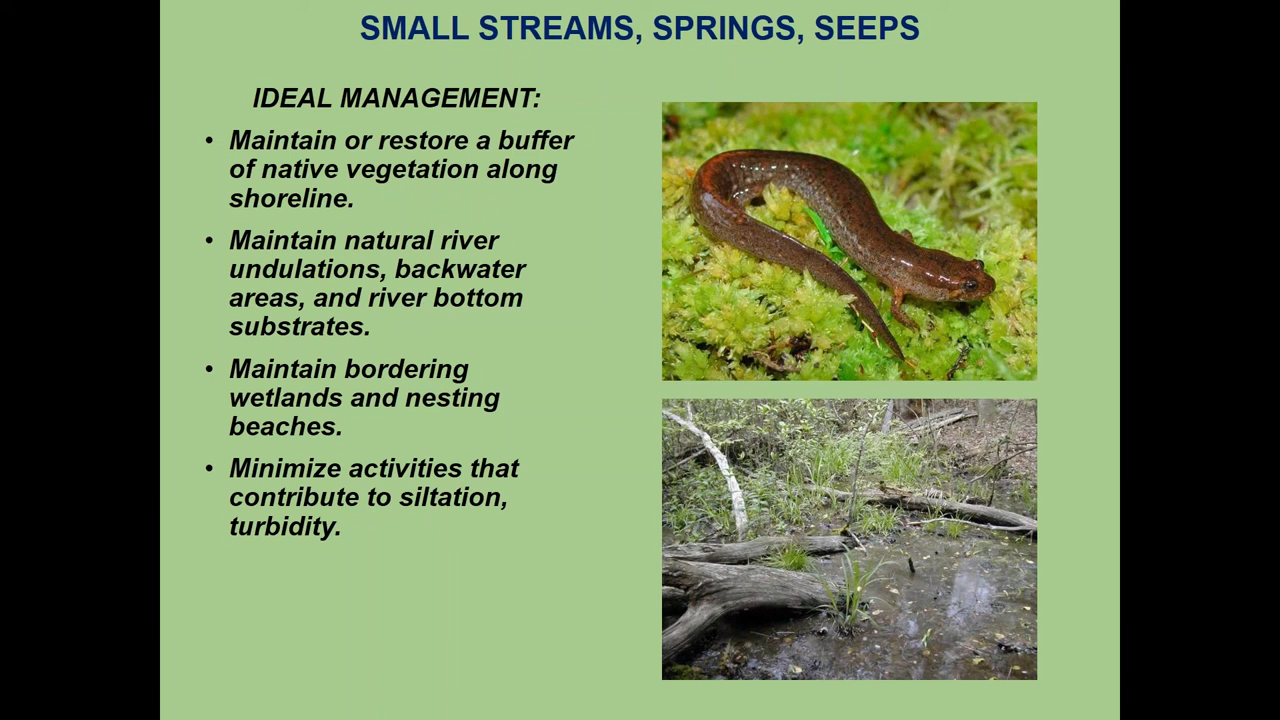 SMALL STREAMS, SPRINGS, SEEPS
IDEAL MANAGEMENT:
• Maintain or restore a buffer
of native vegetation along
shoreline.
• Maintain natural river
undulations, backwater
areas, and river bottom
substrates.
• Maintain bordering
wetlands and nesting
beaches.
• Minimize activities that
contribute to siltation,
turbidity.